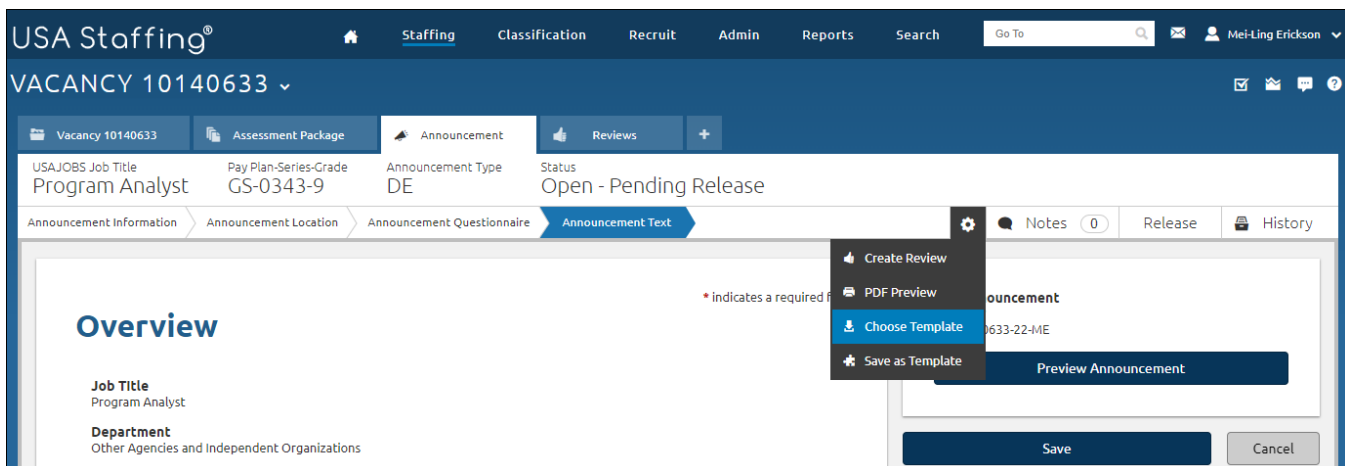 USA Staffing®
Staffing Classification Recruit Admin Reports Search Go To Mei-Ling Erickson
VACANCY 10140633
Vacancy 10140633 Assessment Package Announcement Reviews +
USAJOBS Job Title Pay Plan-Series-Grade Announcement Type Status
Program Analyst GS-0343-9 DE Open - Pending Release
Announcement Information Announcement Location Announcement Questionnaire Announcement Text Notes 0 Release History
Create Review
* indicates a required PDF Preview ouncement
Overview Choose Template 0633-22-ME
Save as Template Preview Announcement
Job Title
Program Analyst
Department
Other Agencies and Independent Organizations Save Cancel